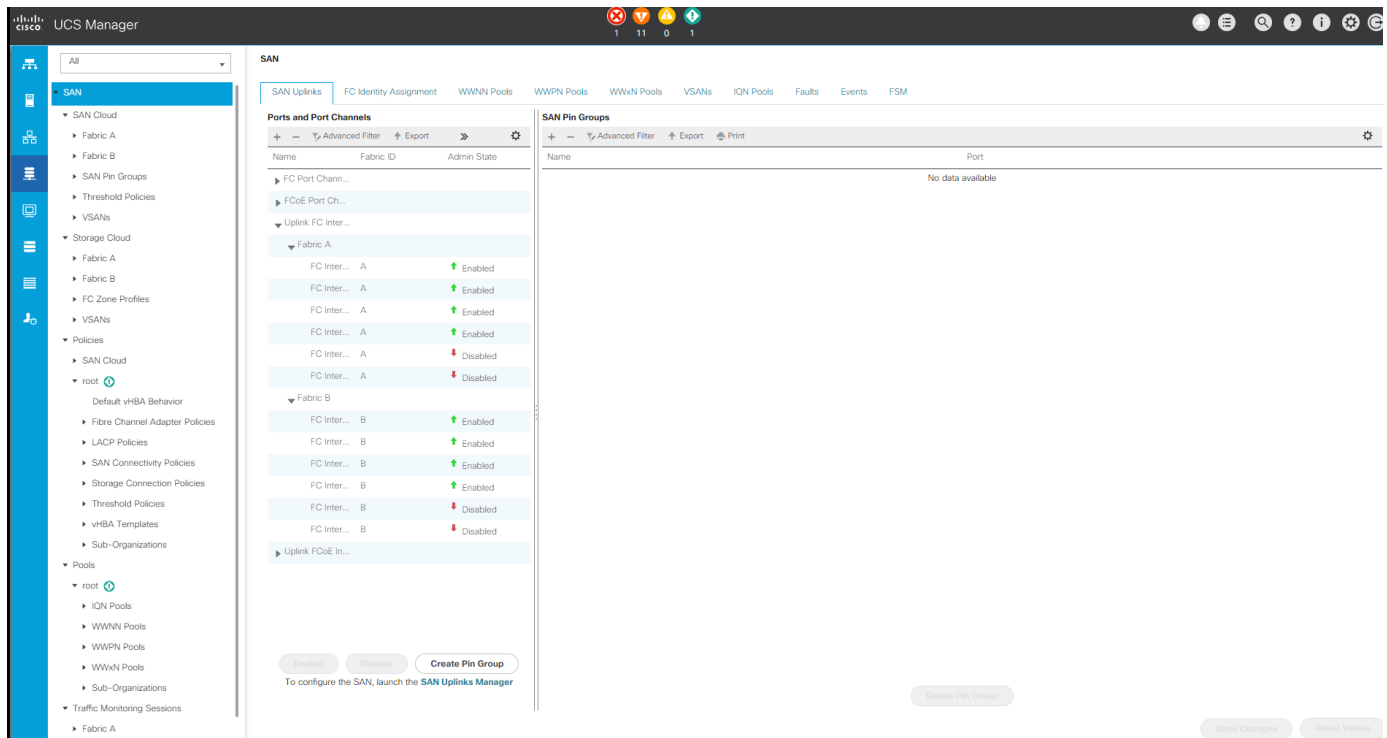 cisco UCS Manager
1 11 0 1
All
SAN
SAN Cloud
Fabric A
Fabric B
SAN Pin Groups
Threshold Policies
VSANs
Storage Cloud
Fabric A
Fabric B
FC Zone Profiles
VSANs
Policies
SAN Cloud
root
Default vHBA Behavior
Fibre Channel Adapter Policies
LACP Policies
SAN Connectivity Policies
Storage Connection Policies
Threshold Policies
vHBA Templates
Sub-Organizations
Pools
root
IQN Pools
WWNN Pools
WWPN Pools
WWxN Pools
Sub-Organizations
Traffic Monitoring Sessions
Fabric A
SAN
SAN Uplinks FC Identity Assignment WWNN Pools WWPN Pools WWxN Pools VSANs IQN Pools Faults Events FSM
Ports and Port Channels
+ − Advanced Filter Export
Name Fabric ID Admin State
FC Port Chann...
FCoE Port Ch...
Uplink FC Inter...
Fabric A
FC Inter... A Enabled
FC Inter... A Enabled
FC Inter... A Enabled
FC Inter... A Enabled
FC Inter... A Disabled
FC Inter... A Disabled
Fabric B
FC Inter... B Enabled
FC Inter... B Enabled
FC Inter... B Enabled
FC Inter... B Enabled
FC Inter... B Disabled
FC Inter... B Disabled
Uplink FCoE In...
Enable Disable Create Pin Group
To configure the SAN, launch the SAN Uplinks Manager
SAN Pin Groups
+ − Advanced Filter Export Print
Name Port
No data available
Delete Pin Group
Save Changes Reset Values